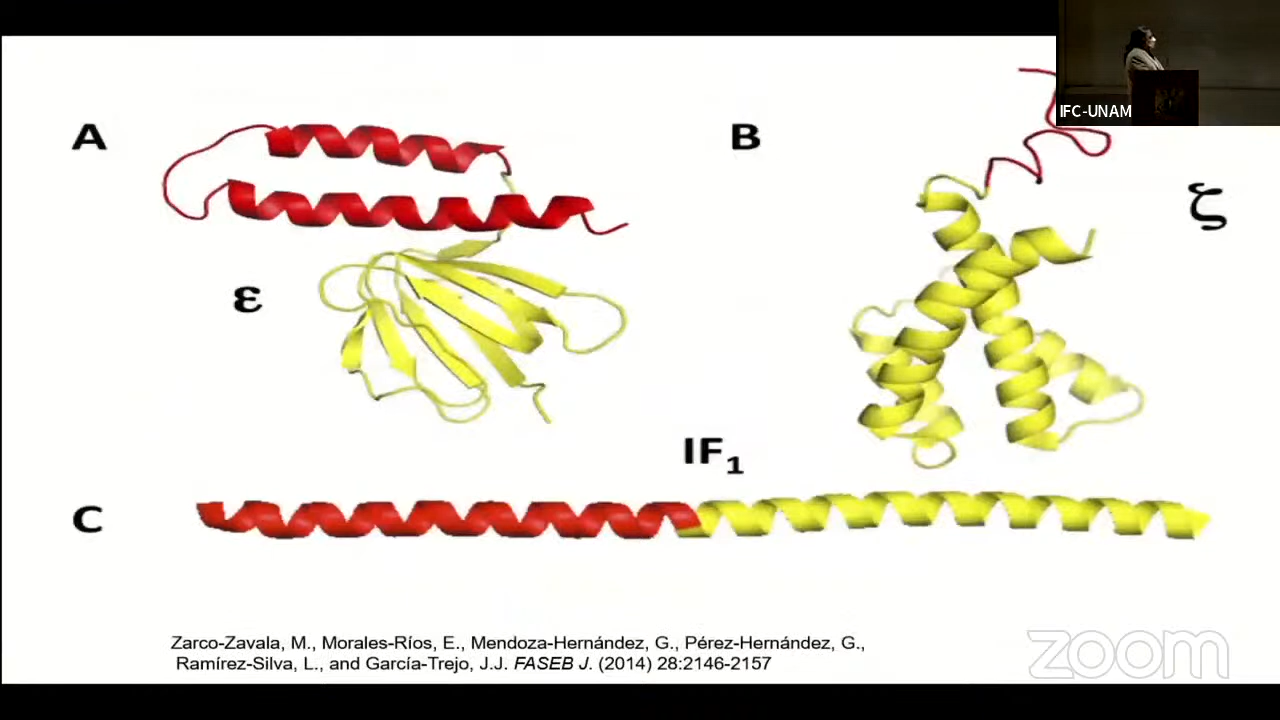 IFC-UNAM
A
B
ζ
ε
IF₁
C
Zarco-Zavala, M., Morales-Ríos, E., Mendoza-Hernández, G., Pérez-Hernández, G.,
Ramírez-Silva, L., and García-Trejo, J.J. FASEB J. (2014) 28:2146-2157
zoom